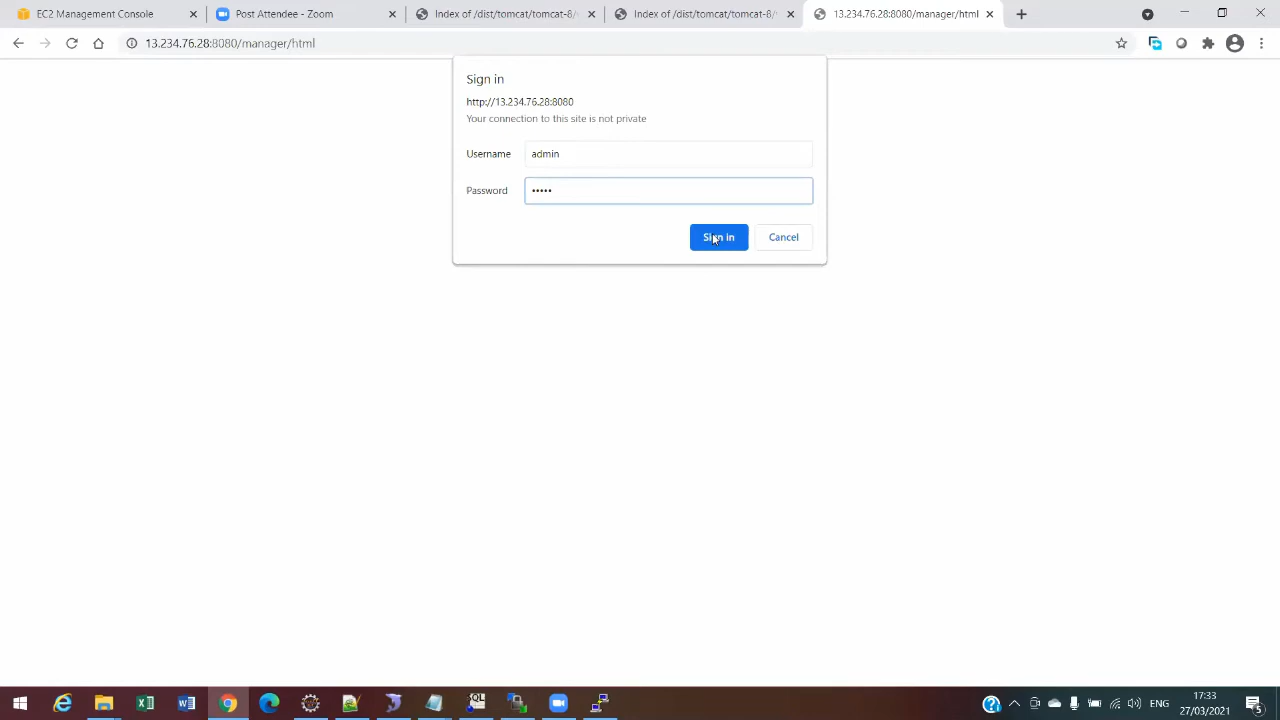 EC2 Management Console
Post Attendee - Zoom
Index of /dist/tomcat/tomcat-8/v
Index of /dist/tomcat/tomcat-8/v
13.234.76.28:8080/manager/html
13.234.76.28:8080/manager/html
Sign in
http://13.234.76.28:8080
Your connection to this site is not private
Username
admin
Password
•••••
Sign in
Cancel
17:33
ENG
27/03/2021